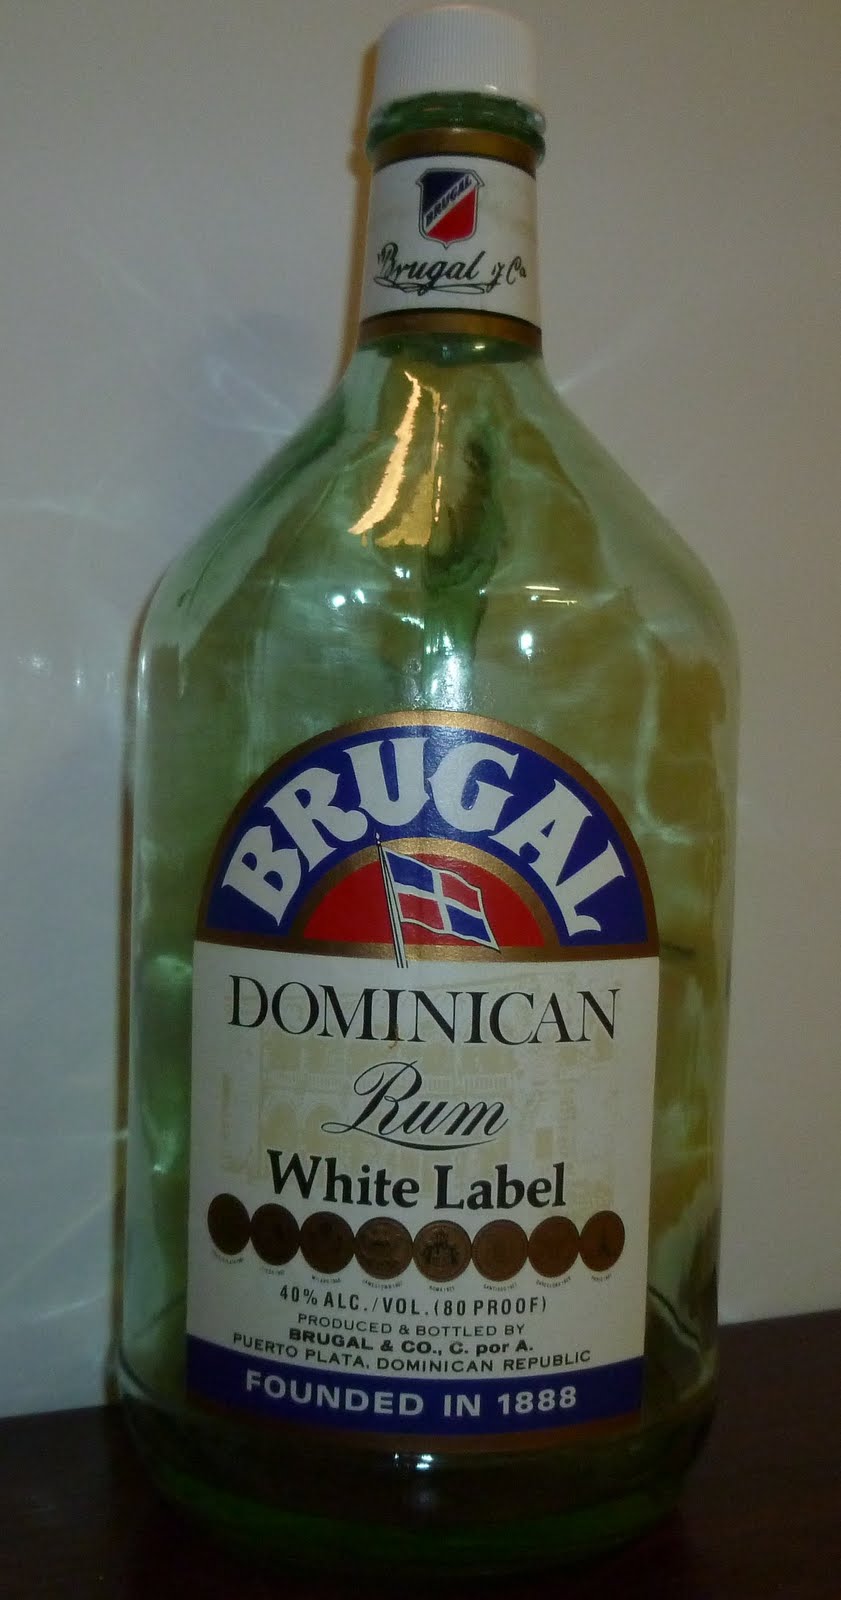 BRUGAL
Brugal y Ca
BRUGAL
DOMINICAN
Rum
White Label
40% ALC./VOL. (80 PROOF)
PRODUCED & BOTTLED BY
BRUGAL & CO., C. por A.
PUERTO PLATA, DOMINICAN REPUBLIC
FOUNDED IN 1888